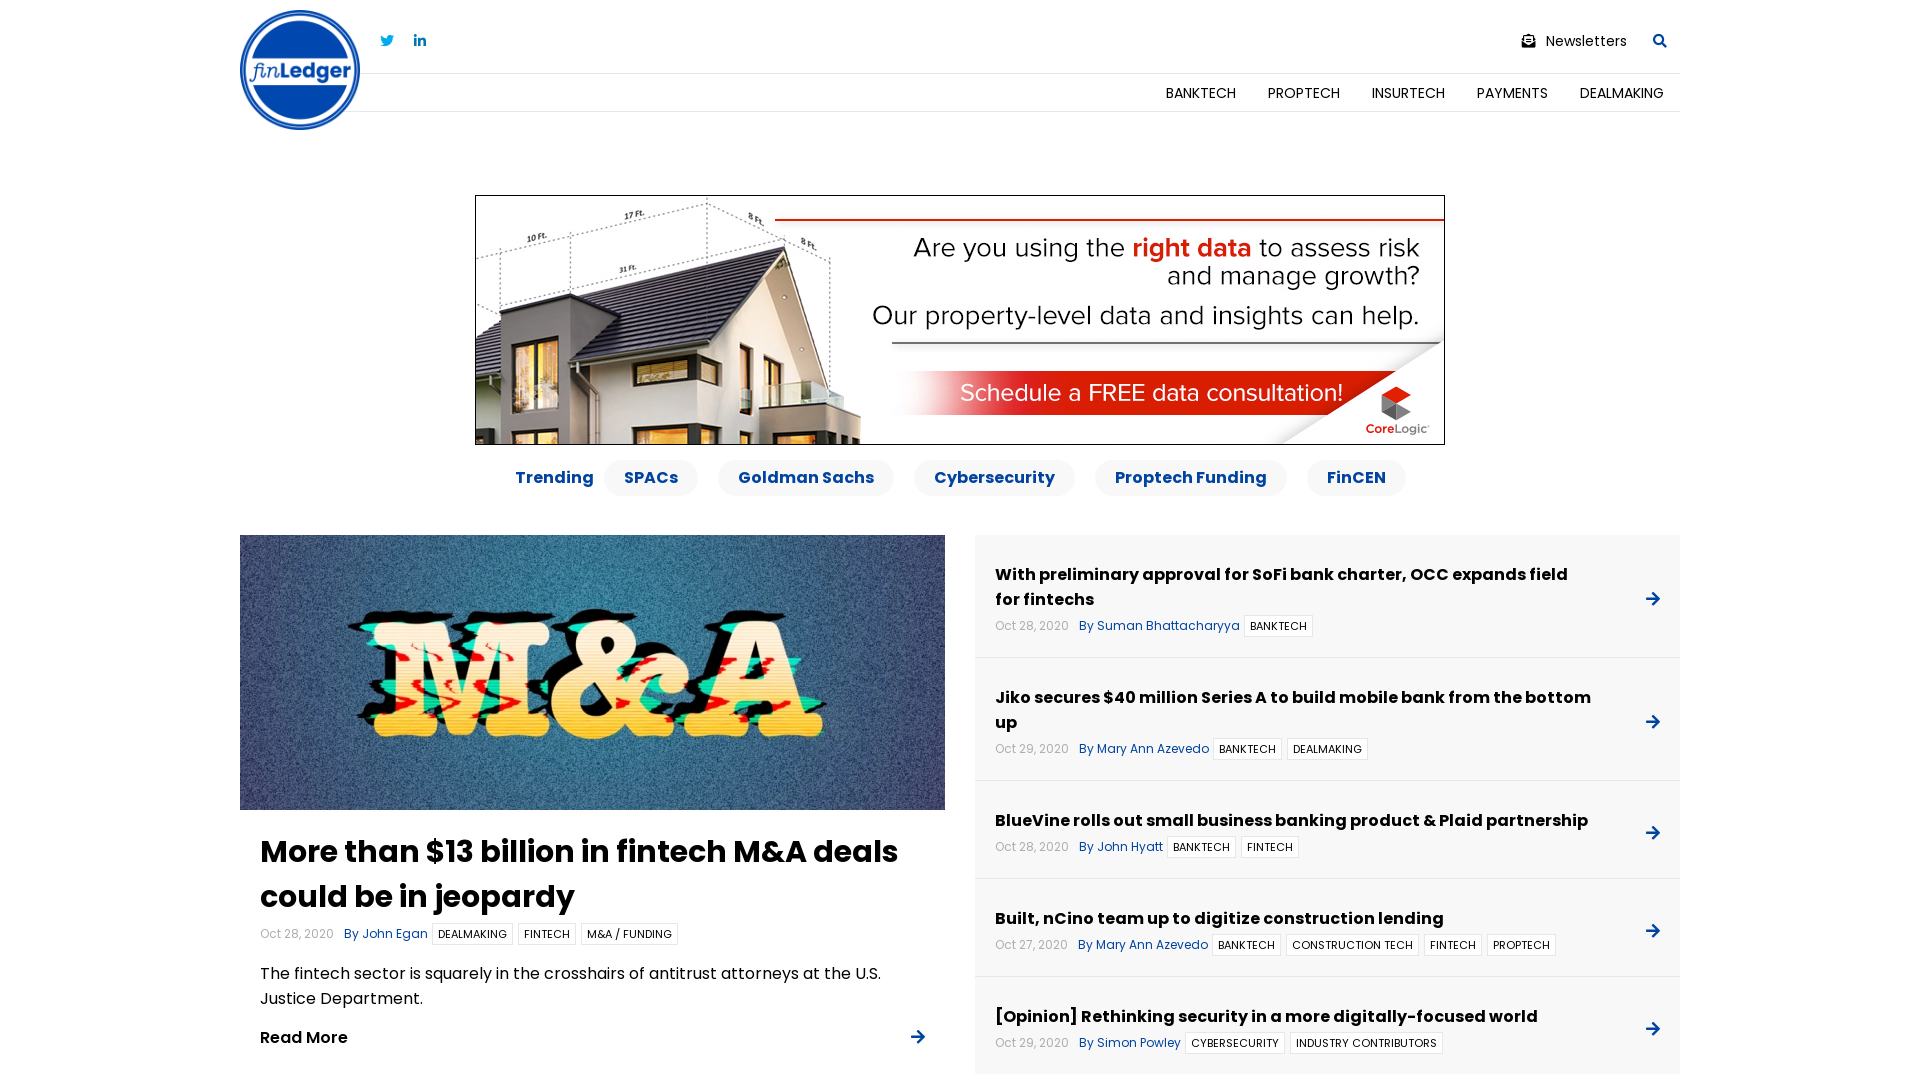 finLedger
Newsletters
BANKTECH PROPTECH INSURTECH PAYMENTS DEALMAKING
10 Ft.
17 Ft.
8 Ft.
8 Ft.
31 Ft.
Are you using the right data to assess risk
and manage growth?
Our property-level data and insights can help.
Schedule a FREE data consultation!
CoreLogic
Trending SPACs Goldman Sachs Cybersecurity Proptech Funding FinCEN
M&A
More than $13 billion in fintech M&A deals
could be in jeopardy
Oct 28, 2020 By John Egan DEALMAKING FINTECH M&A / FUNDING
The fintech sector is squarely in the crosshairs of antitrust attorneys at the U.S.
Justice Department.
Read More
With preliminary approval for SoFi bank charter, OCC expands field
for fintechs
Oct 28, 2020 By Suman Bhattacharyya BANKTECH
Jiko secures $40 million Series A to build mobile bank from the bottom
up
Oct 29, 2020 By Mary Ann Azevedo BANKTECH DEALMAKING
BlueVine rolls out small business banking product & Plaid partnership
Oct 28, 2020 By John Hyatt BANKTECH FINTECH
Built, nCino team up to digitize construction lending
Oct 27, 2020 By Mary Ann Azevedo BANKTECH CONSTRUCTION TECH FINTECH PROPTECH
[Opinion] Rethinking security in a more digitally-focused world
Oct 29, 2020 By Simon Powley CYBERSECURITY INDUSTRY CONTRIBUTORS